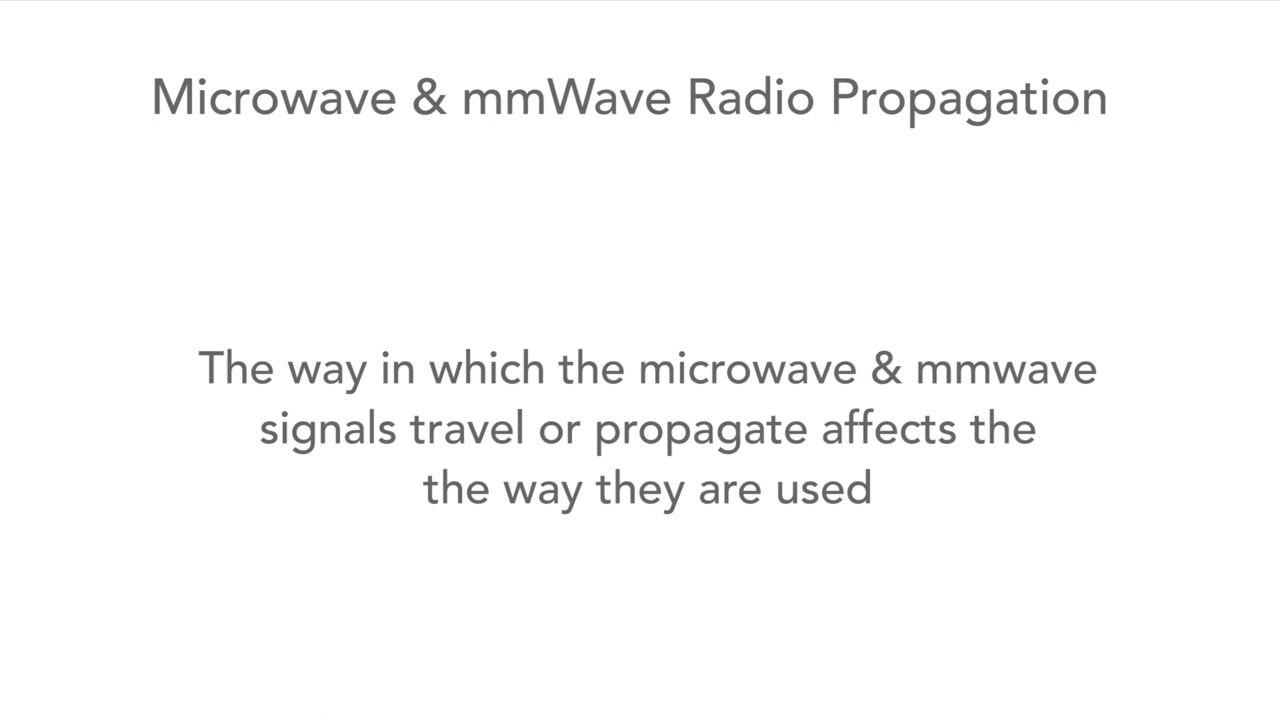 Microwave & mmWave Radio Propagation
The way in which the microwave & mmwave
signals travel or propagate affects the
the way they are used